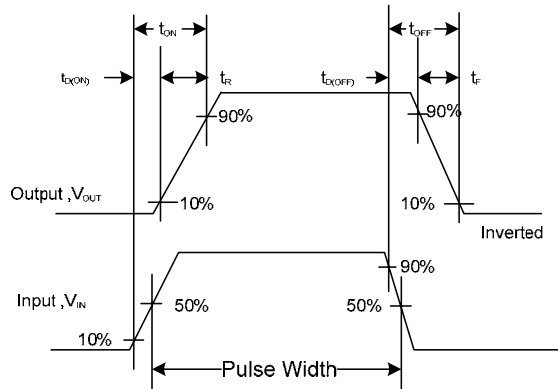 tON
tOFF
tD(ON)
tR
tD(OFF)
tF
90%
90%
Output ,VOUT
10%
10%
Inverted
90%
Input ,VIN
50%
50%
10%
Pulse Width